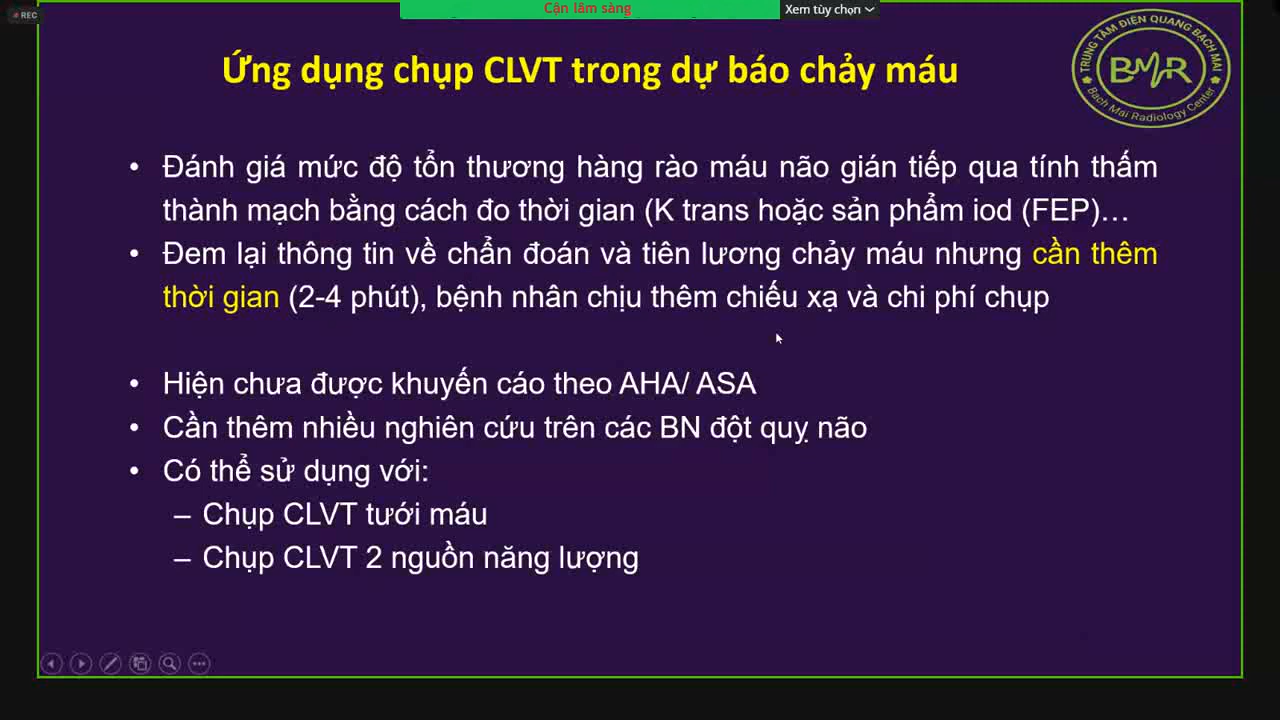 REC
Cận lâm sàng
Xem tùy chọn
Ứng dụng chụp CLVT trong dự báo chảy máu
TRUNG TÂM ĐIỆN QUANG BẠCH MAI
BMR
Bach Mai Radiology Center
• Đánh giá mức độ tổn thương hàng rào máu não gián tiếp qua tính thấm
thành mạch bằng cách đo thời gian (K trans hoặc sản phẩm iod (FEP)…
• Đem lại thông tin về chẩn đoán và tiên lương chảy máu nhưng cần thêm
thời gian (2-4 phút), bệnh nhân chịu thêm chiếu xạ và chi phí chụp
• Hiện chưa được khuyến cáo theo AHA/ ASA
• Cần thêm nhiều nghiên cứu trên các BN đột quỵ não
• Có thể sử dụng với:
– Chụp CLVT tưới máu
– Chụp CLVT 2 nguồn năng lượng